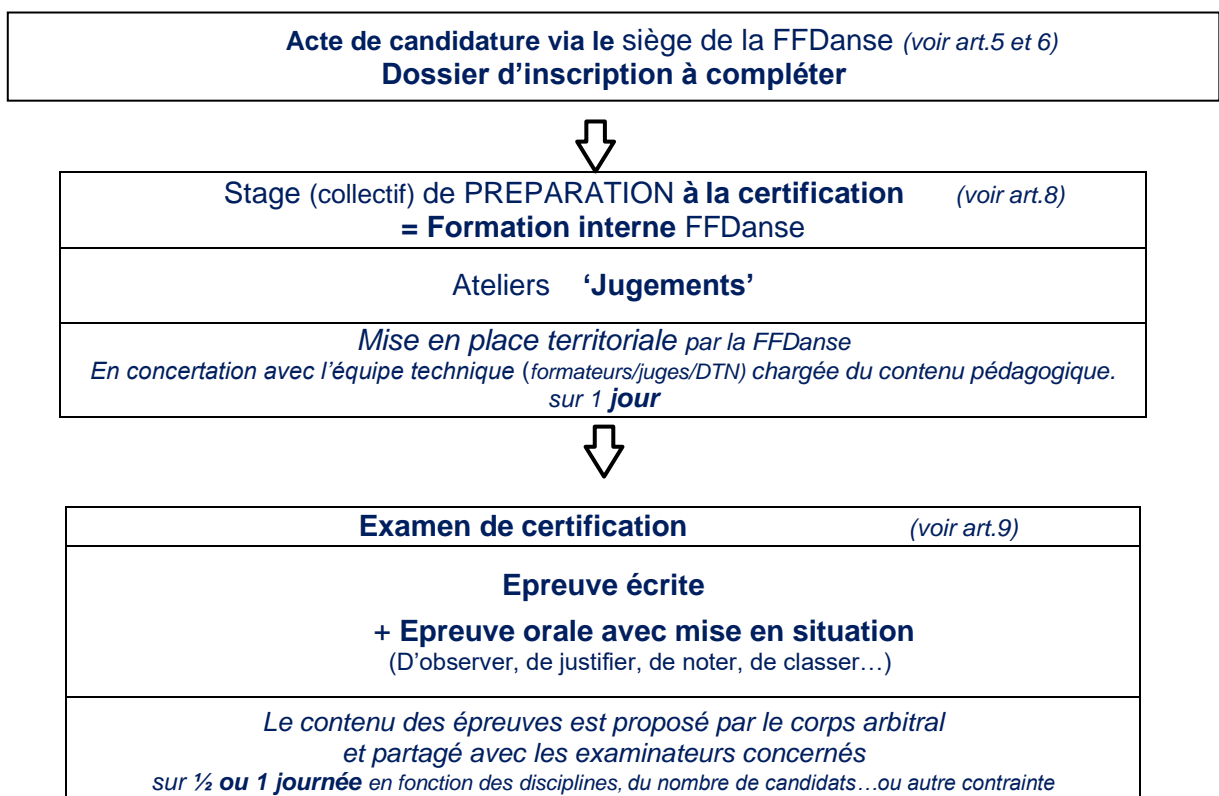 Acte de candidature via le siège de la FFDanse (voir art.5 et 6)
Dossier d’inscription à compléter
Stage (collectif) de PREPARATION à la certification (voir art.8)
= Formation interne FFDanse
Ateliers ‘Jugements’
Mise en place territoriale par la FFDanse
En concertation avec l’équipe technique (formateurs/juges/DTN) chargée du contenu pédagogique.
sur 1 jour
Examen de certification (voir art.9)
Epreuve écrite
+ Epreuve orale avec mise en situation
(D’observer, de justifier, de noter, de classer…)
Le contenu des épreuves est proposé par le corps arbitral
et partagé avec les examinateurs concernés
sur ½ ou 1 journée en fonction des disciplines, du nombre de candidats…ou autre contrainte